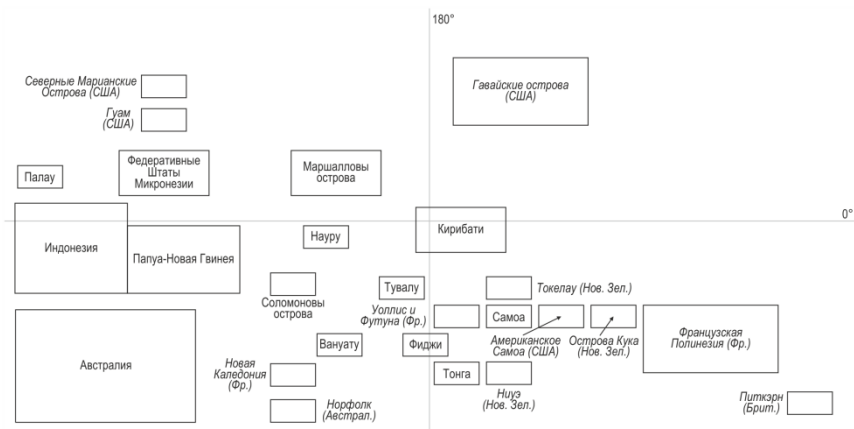 180°
Северные Марианские
Острова (США)
Гавайские острова
(США)
Гуам
(США)
Федеративные
Штаты
Микронезии
Маршалловы
острова
Палау
0°
Индонезия
Папуа-Новая Гвинея
Науру
Кирибати
Соломоновы
острова
Тувалу
Токелау (Нов. Зел.)
Уоллис и
Футуна (Фр.)
Самоа
Американское
Самоа (США)
Острова Кука
(Нов. Зел.)
Французская
Полинезия (Фр.)
Австралия
Вануату
Фиджи
Новая
Каледония
(Фр.)
Тонга
Ниуэ
(Нов. Зел.)
Норфолк
(Австрал.)
Питкэрн
(Брит.)